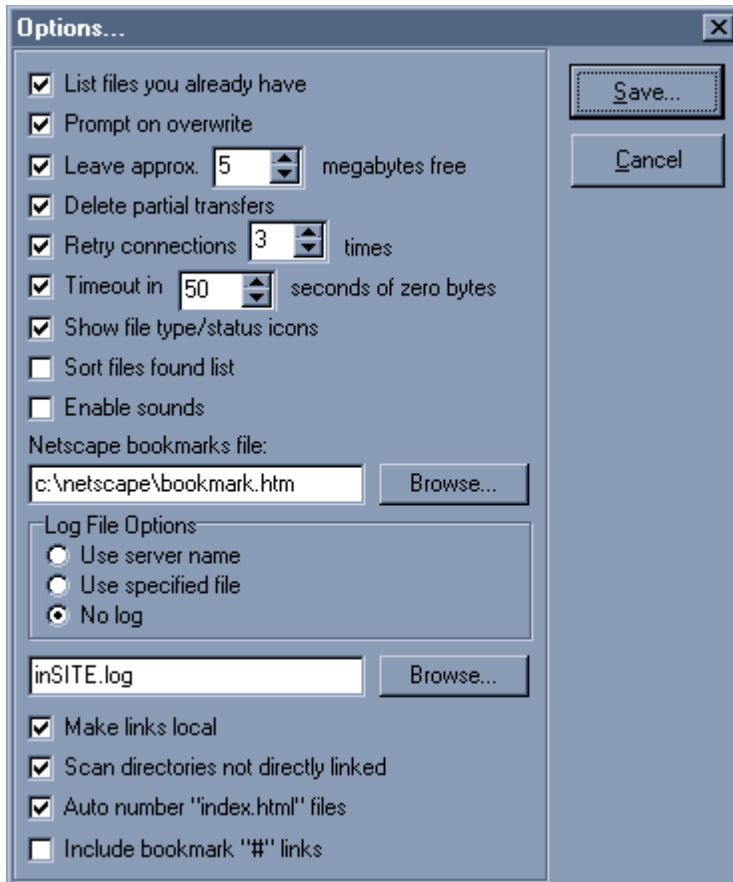 Options...
List files you already have
Save...
Prompt on overwrite
Leave approx. 5 megabytes free
Cancel
Delete partial transfers
Retry connections 3 times
Timeout in 50 seconds of zero bytes
Show file type/status icons
Sort files found list
Enable sounds
Netscape bookmarks file:
c:\netscape\bookmark.htm Browse...
Log File Options
Use server name
Use specified file
No log
inSITE.log Browse...
Make links local
Scan directories not directly linked
Auto number "index.html" files
Include bookmark "#" links